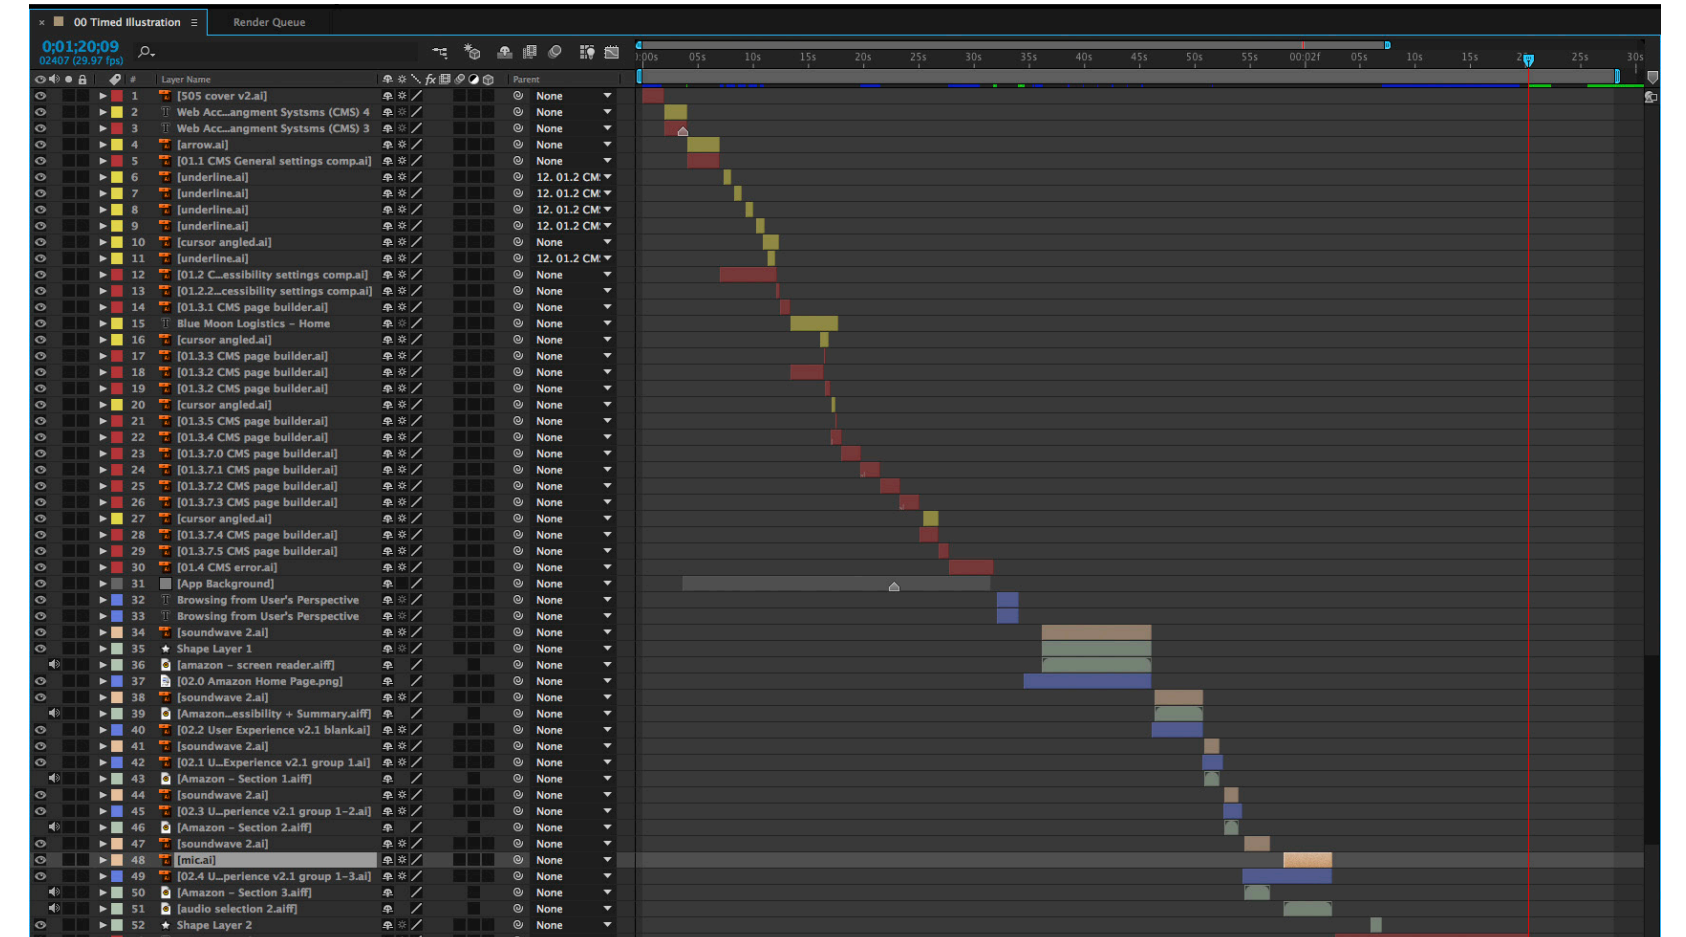 × 00 Timed Illustration ≡ Render Queue
0;01;20;09
02407 (29.97 fps)
:00s 05s 10s 15s 20s 25s 30s 35s 40s 45s 50s 55s 00:02f 05s 10s 15s 25s 30s
# Layer Name fx Parent
1 [505 cover v2.ai] None
2 T Web Acc...angment Systsms (CMS) 4 None
3 T Web Acc...angment Systsms (CMS) 3 None
4 [arrow.ai] None
5 [01.1 CMS General settings comp.ai] None
6 [underline.ai] 12. 01.2 CM
7 [underline.ai] 12. 01.2 CM
8 [underline.ai] 12. 01.2 CM
9 [underline.ai] 12. 01.2 CM
10 [cursor angled.ai] None
11 [underline.ai] 12. 01.2 CM
12 [01.2 C...essibility settings comp.ai] None
13 [01.2.2...cessibility settings comp.ai] None
14 [01.3.1 CMS page builder.ai] None
15 T Blue Moon Logistics – Home None
16 [cursor angled.ai] None
17 [01.3.3 CMS page builder.ai] None
18 [01.3.2 CMS page builder.ai] None
19 [01.3.2 CMS page builder.ai] None
20 [cursor angled.ai] None
21 [01.3.5 CMS page builder.ai] None
22 [01.3.4 CMS page builder.ai] None
23 [01.3.7.0 CMS page builder.ai] None
24 [01.3.7.1 CMS page builder.ai] None
25 [01.3.7.2 CMS page builder.ai] None
26 [01.3.7.3 CMS page builder.ai] None
27 [cursor angled.ai] None
28 [01.3.7.4 CMS page builder.ai] None
29 [01.3.7.5 CMS page builder.ai] None
30 [01.4 CMS error.ai] None
31 [App Background] None
32 T Browsing from User's Perspective None
33 T Browsing from User's Perspective None
34 [soundwave 2.ai] None
35 ★ Shape Layer 1 None
36 [amazon – screen reader.aiff] None
37 [02.0 Amazon Home Page.png] None
38 [soundwave 2.ai] None
39 [Amazon...essibility + Summary.aiff] None
40 [02.2 User Experience v2.1 blank.ai] None
41 [soundwave 2.ai] None
42 [02.1 U...Experience v2.1 group 1.ai] None
43 [Amazon – Section 1.aiff] None
44 [soundwave 2.ai] None
45 [02.3 U...perience v2.1 group 1–2.ai] None
46 [Amazon – Section 2.aiff] None
47 [soundwave 2.ai] None
48 [mic.ai] None
49 [02.4 U...perience v2.1 group 1–3.ai] None
50 [Amazon – Section 3.aiff] None
51 [audio selection 2.aiff] None
52 ★ Shape Layer 2 None